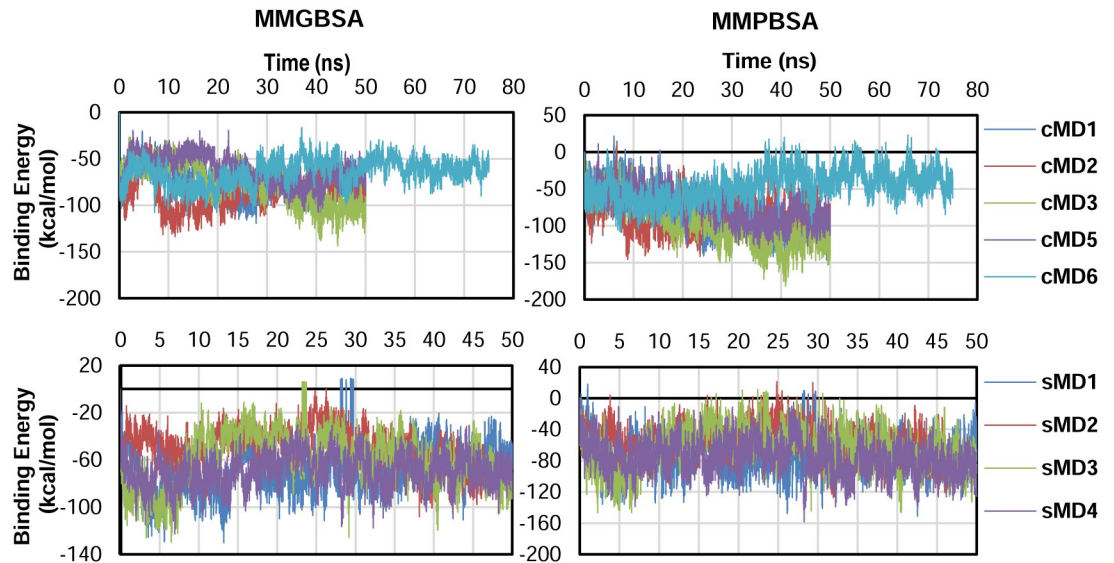 MMGBSA
MMPBSA
Time (ns)
Time (ns)
0 10 20 30 40 50 60 70 80
0 10 20 30 40 50 60 70 80
Binding Energy
(kcal/mol)
0
-50
-100
-150
-200
50
0
-50
-100
-150
-200
cMD1
cMD2
cMD3
cMD5
cMD6
0 5 10 15 20 25 30 35 40 45 50
0 5 10 15 20 25 30 35 40 45 50
Binding Energy
(kcal/mol)
20
-20
-60
-100
-140
40
0
-40
-80
-120
-160
-200
sMD1
sMD2
sMD3
sMD4